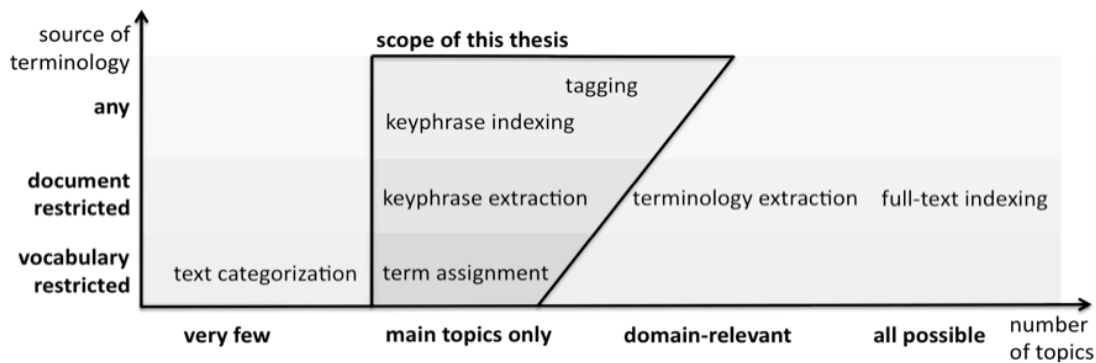 source of
terminology
scope of this thesis
tagging
any
keyphrase indexing
document
restricted
keyphrase extraction
terminology extraction
full-text indexing
vocabulary
restricted
text categorization
term assignment
very few
main topics only
domain-relevant
all possible
number
of topics